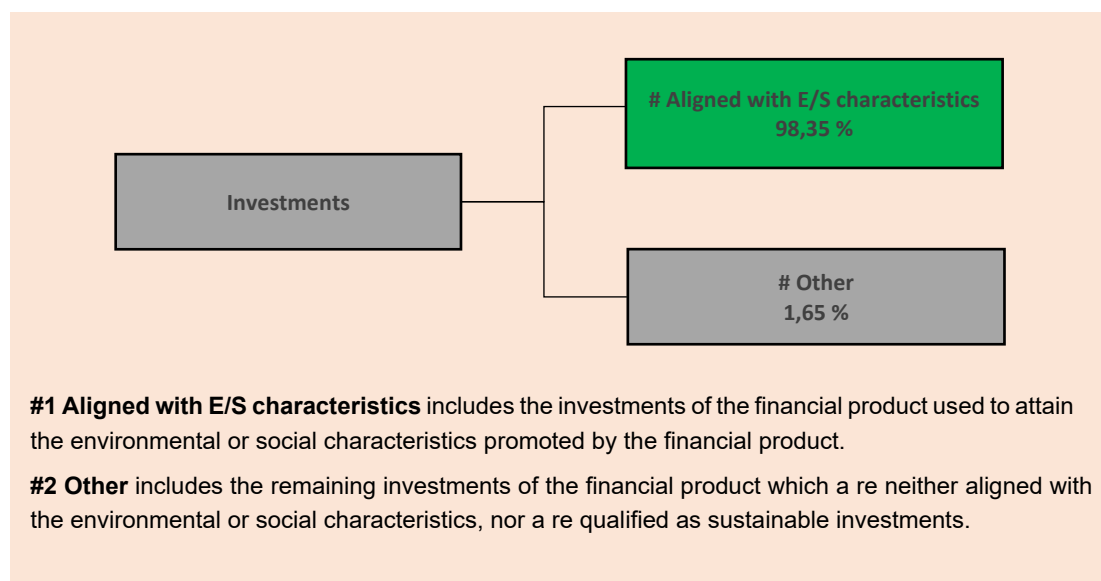 # Aligned with E/S characteristics
98,35 %
Investments
# Other
1,65 %
#1 Aligned with E/S characteristics includes the investments of the financial product used to attain
the environmental or social characteristics promoted by the financial product.
#2 Other includes the remaining investments of the financial product which a re neither aligned with
the environmental or social characteristics, nor a re qualified as sustainable investments.